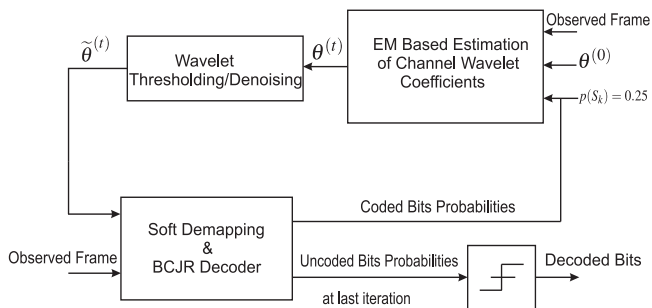 Observed Frame
θ^(0)
p(S_k) = 0.25
EM Based Estimation
of Channel Wavelet
Coefficients
θ^(t)
Wavelet
Thresholding/Denoising
θ̃^(t)
Coded Bits Probabilities
Soft Demapping
&
BCJR Decoder
Observed Frame
Uncoded Bits Probabilities
at last iteration
Decoded Bits